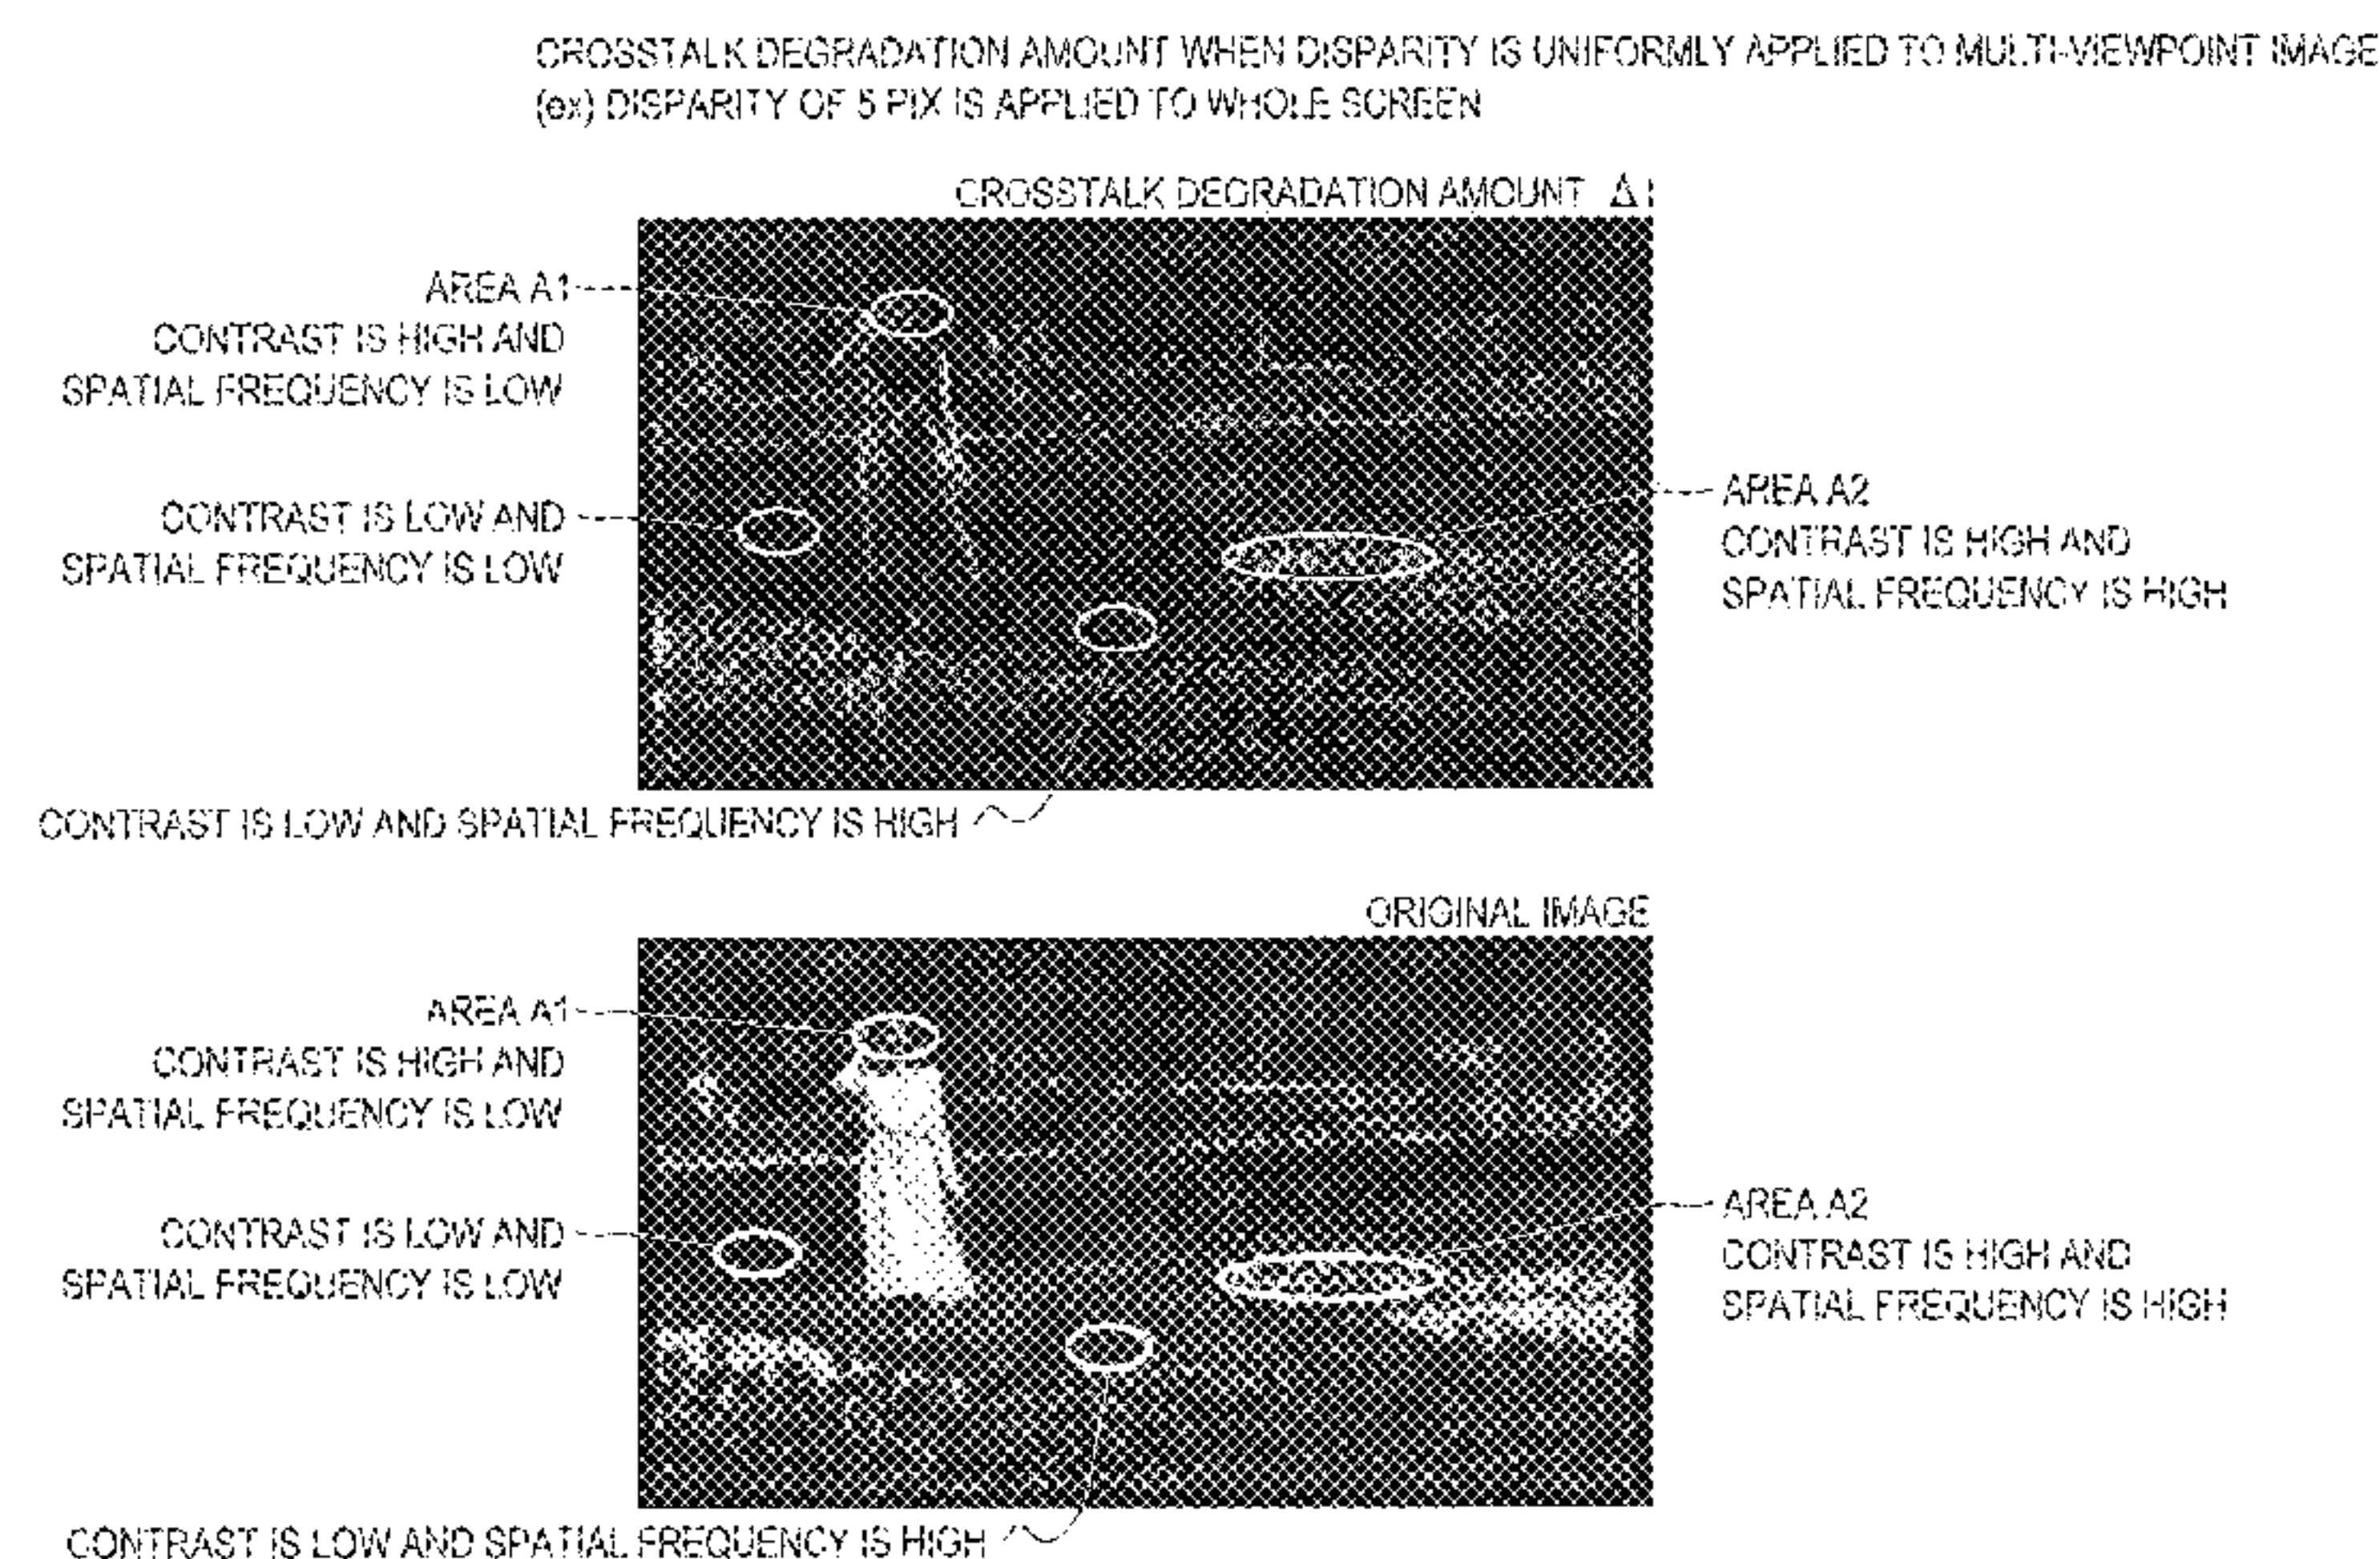 CROSSTALK DEGRADATION AMOUNT WHEN DISPARITY IS UNIFORMLY APPLIED TO MULTI-VIEWPOINT IMAGE
(ex) DISPARITY OF 5 PIX IS APPLIED TO WHOLE SCREEN
CROSSTALK DEGRADATION AMOUNT ΔI
AREA A1
CONTRAST IS HIGH AND
SPATIAL FREQUENCY IS LOW
CONTRAST IS LOW AND
SPATIAL FREQUENCY IS LOW
AREA A2
CONTRAST IS HIGH AND
SPATIAL FREQUENCY IS HIGH
CONTRAST IS LOW AND SPATIAL FREQUENCY IS HIGH
ORIGINAL IMAGE
AREA A1
CONTRAST IS HIGH AND
SPATIAL FREQUENCY IS LOW
CONTRAST IS LOW AND
SPATIAL FREQUENCY IS LOW
AREA A2
CONTRAST IS HIGH AND
SPATIAL FREQUENCY IS HIGH
CONTRAST IS LOW AND SPATIAL FREQUENCY IS HIGH